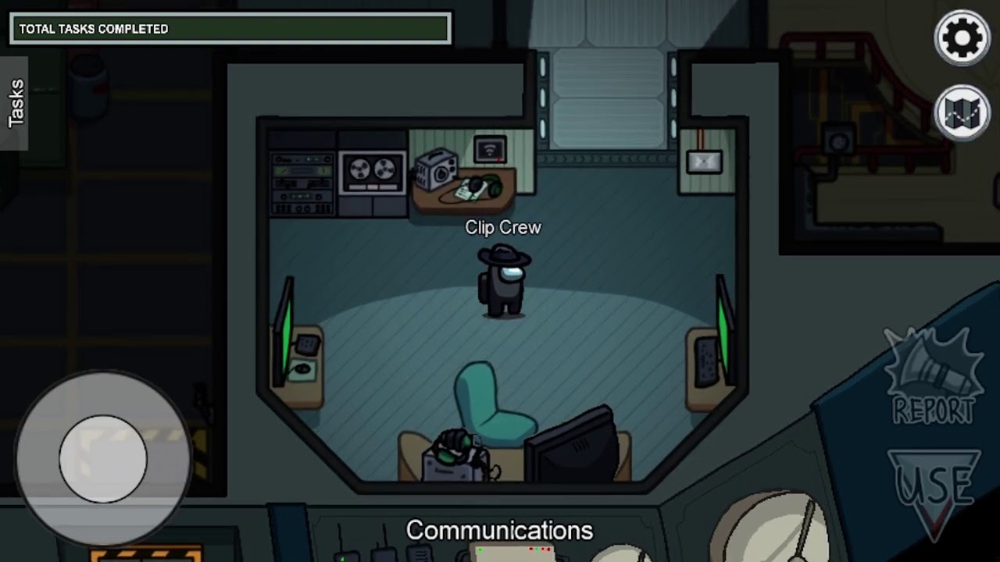 TOTAL TASKS COMPLETED
Tasks
Clip Crew
REPORT
USE
Communications